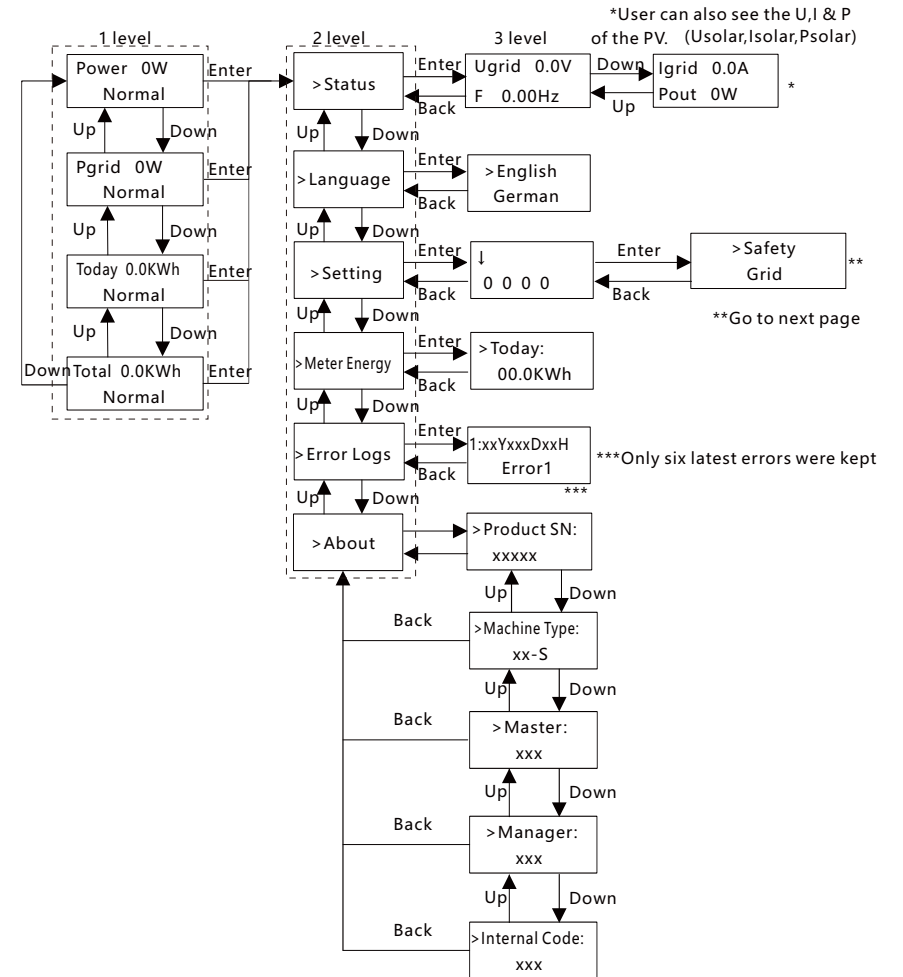 *User can also see the U,I & P
of the PV. (Usolar,Isolar,Psolar)
1 level
2 level
3 level
Power 0W
Normal
Enter
Up
Down
Pgrid 0W
Normal
Enter
Up
Down
Today 0.0KWh
Normal
Enter
Up
Down
Down
Total 0.0KWh
Normal
Enter
>Status
Enter
Back
Ugrid 0.0V
F 0.00Hz
Down
Up
Igrid 0.0A
Pout 0W
*
Up
Down
>Language
Enter
Back
>English
German
Up
Down
>Setting
Enter
Back
↓
0 0 0 0
Enter
Back
>Safety
Grid
**
**Go to next page
Up
Down
>Meter Energy
Enter
Back
>Today:
00.0KWh
Up
Down
>Error Logs
Enter
Back
1:xxYxxxDxxH
Error1
***Only six latest errors were kept
***
Up
Down
>About
>Product SN:
xxxxx
Up
Down
Back
>Machine Type:
xx-S
Up
Down
Back
>Master:
xxx
Up
Down
Back
>Manager:
xxx
Up
Down
Back
>Internal Code:
xxx